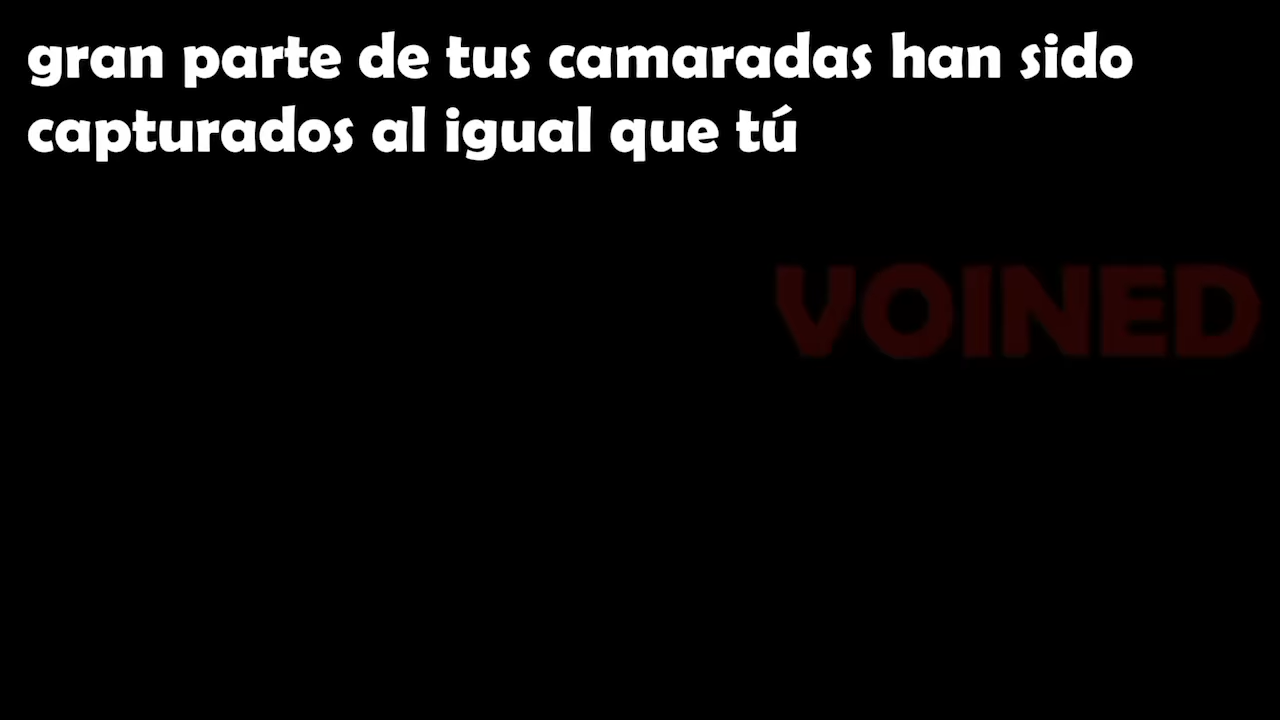 gran parte de tus camaradas han sido
capturados al igual que tú
VOINED